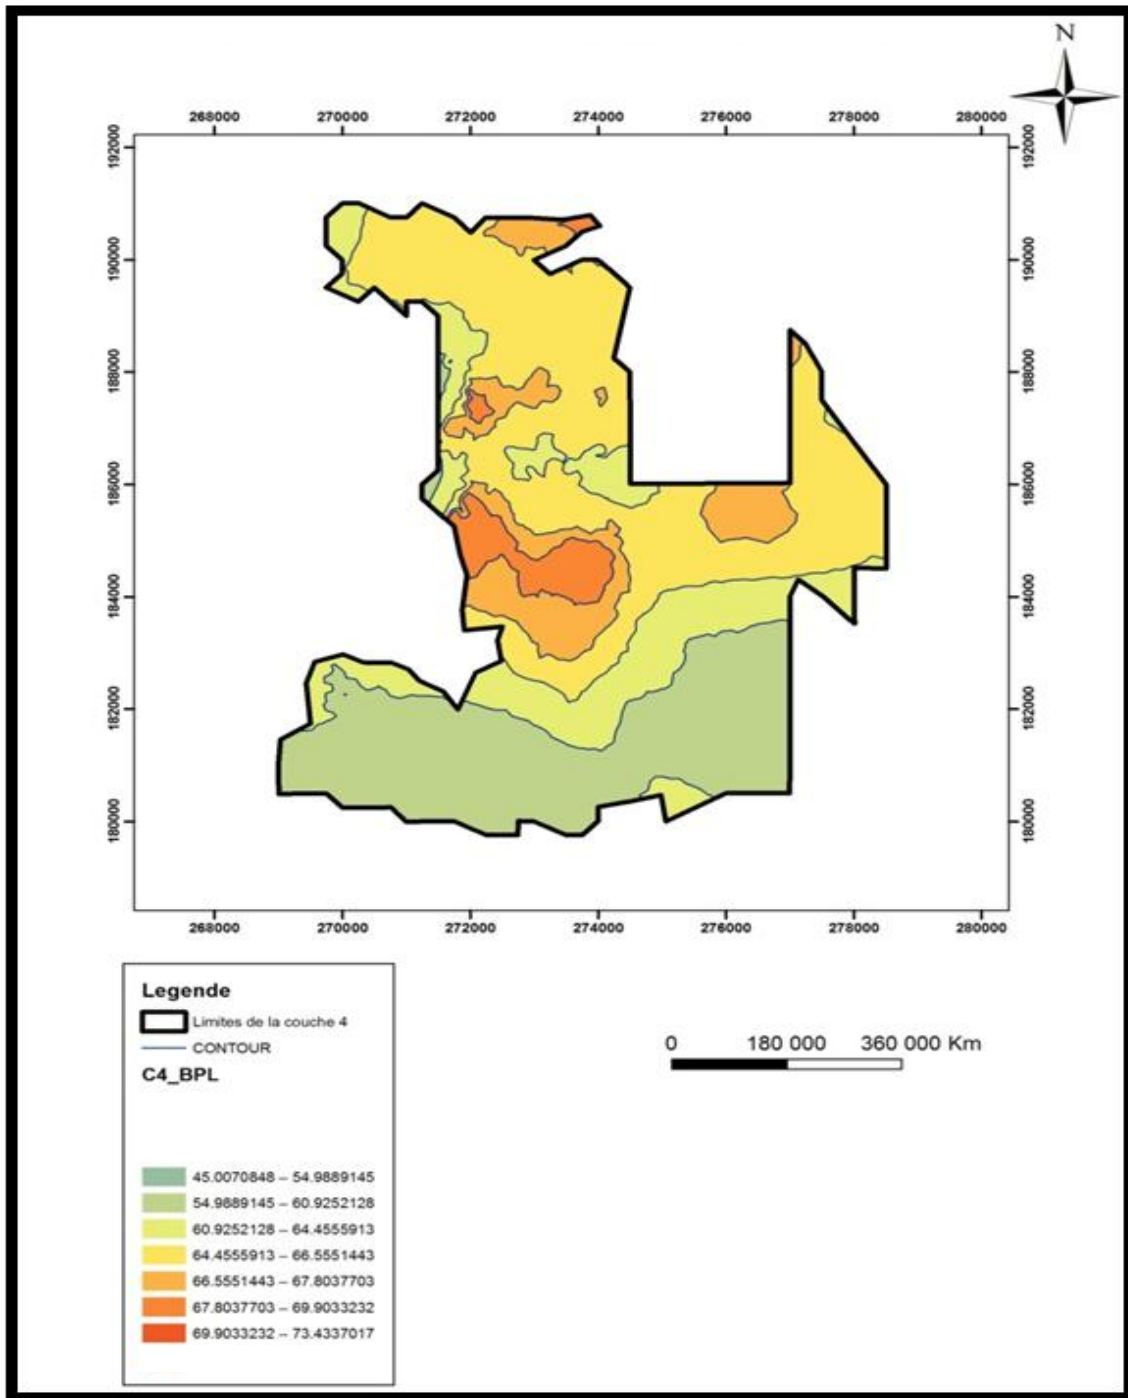 N
268000 270000 272000 274000 276000 278000 280000
192000 192000
190000 190000
188000 188000
186000 186000
184000 184000
182000 182000
180000 180000
268000 270000 272000 274000 276000 278000 280000
Legende
Limites de la couche 4
CONTOUR
C4_BPL
0 180 000 360 000 Km
45.0070848 – 54.9889145
54.9889145 – 60.9252128
60.9252128 – 64.4555913
64.4555913 – 66.5551443
66.5551443 – 67.8037703
67.8037703 – 69.9033232
69.9033232 – 73.4337017